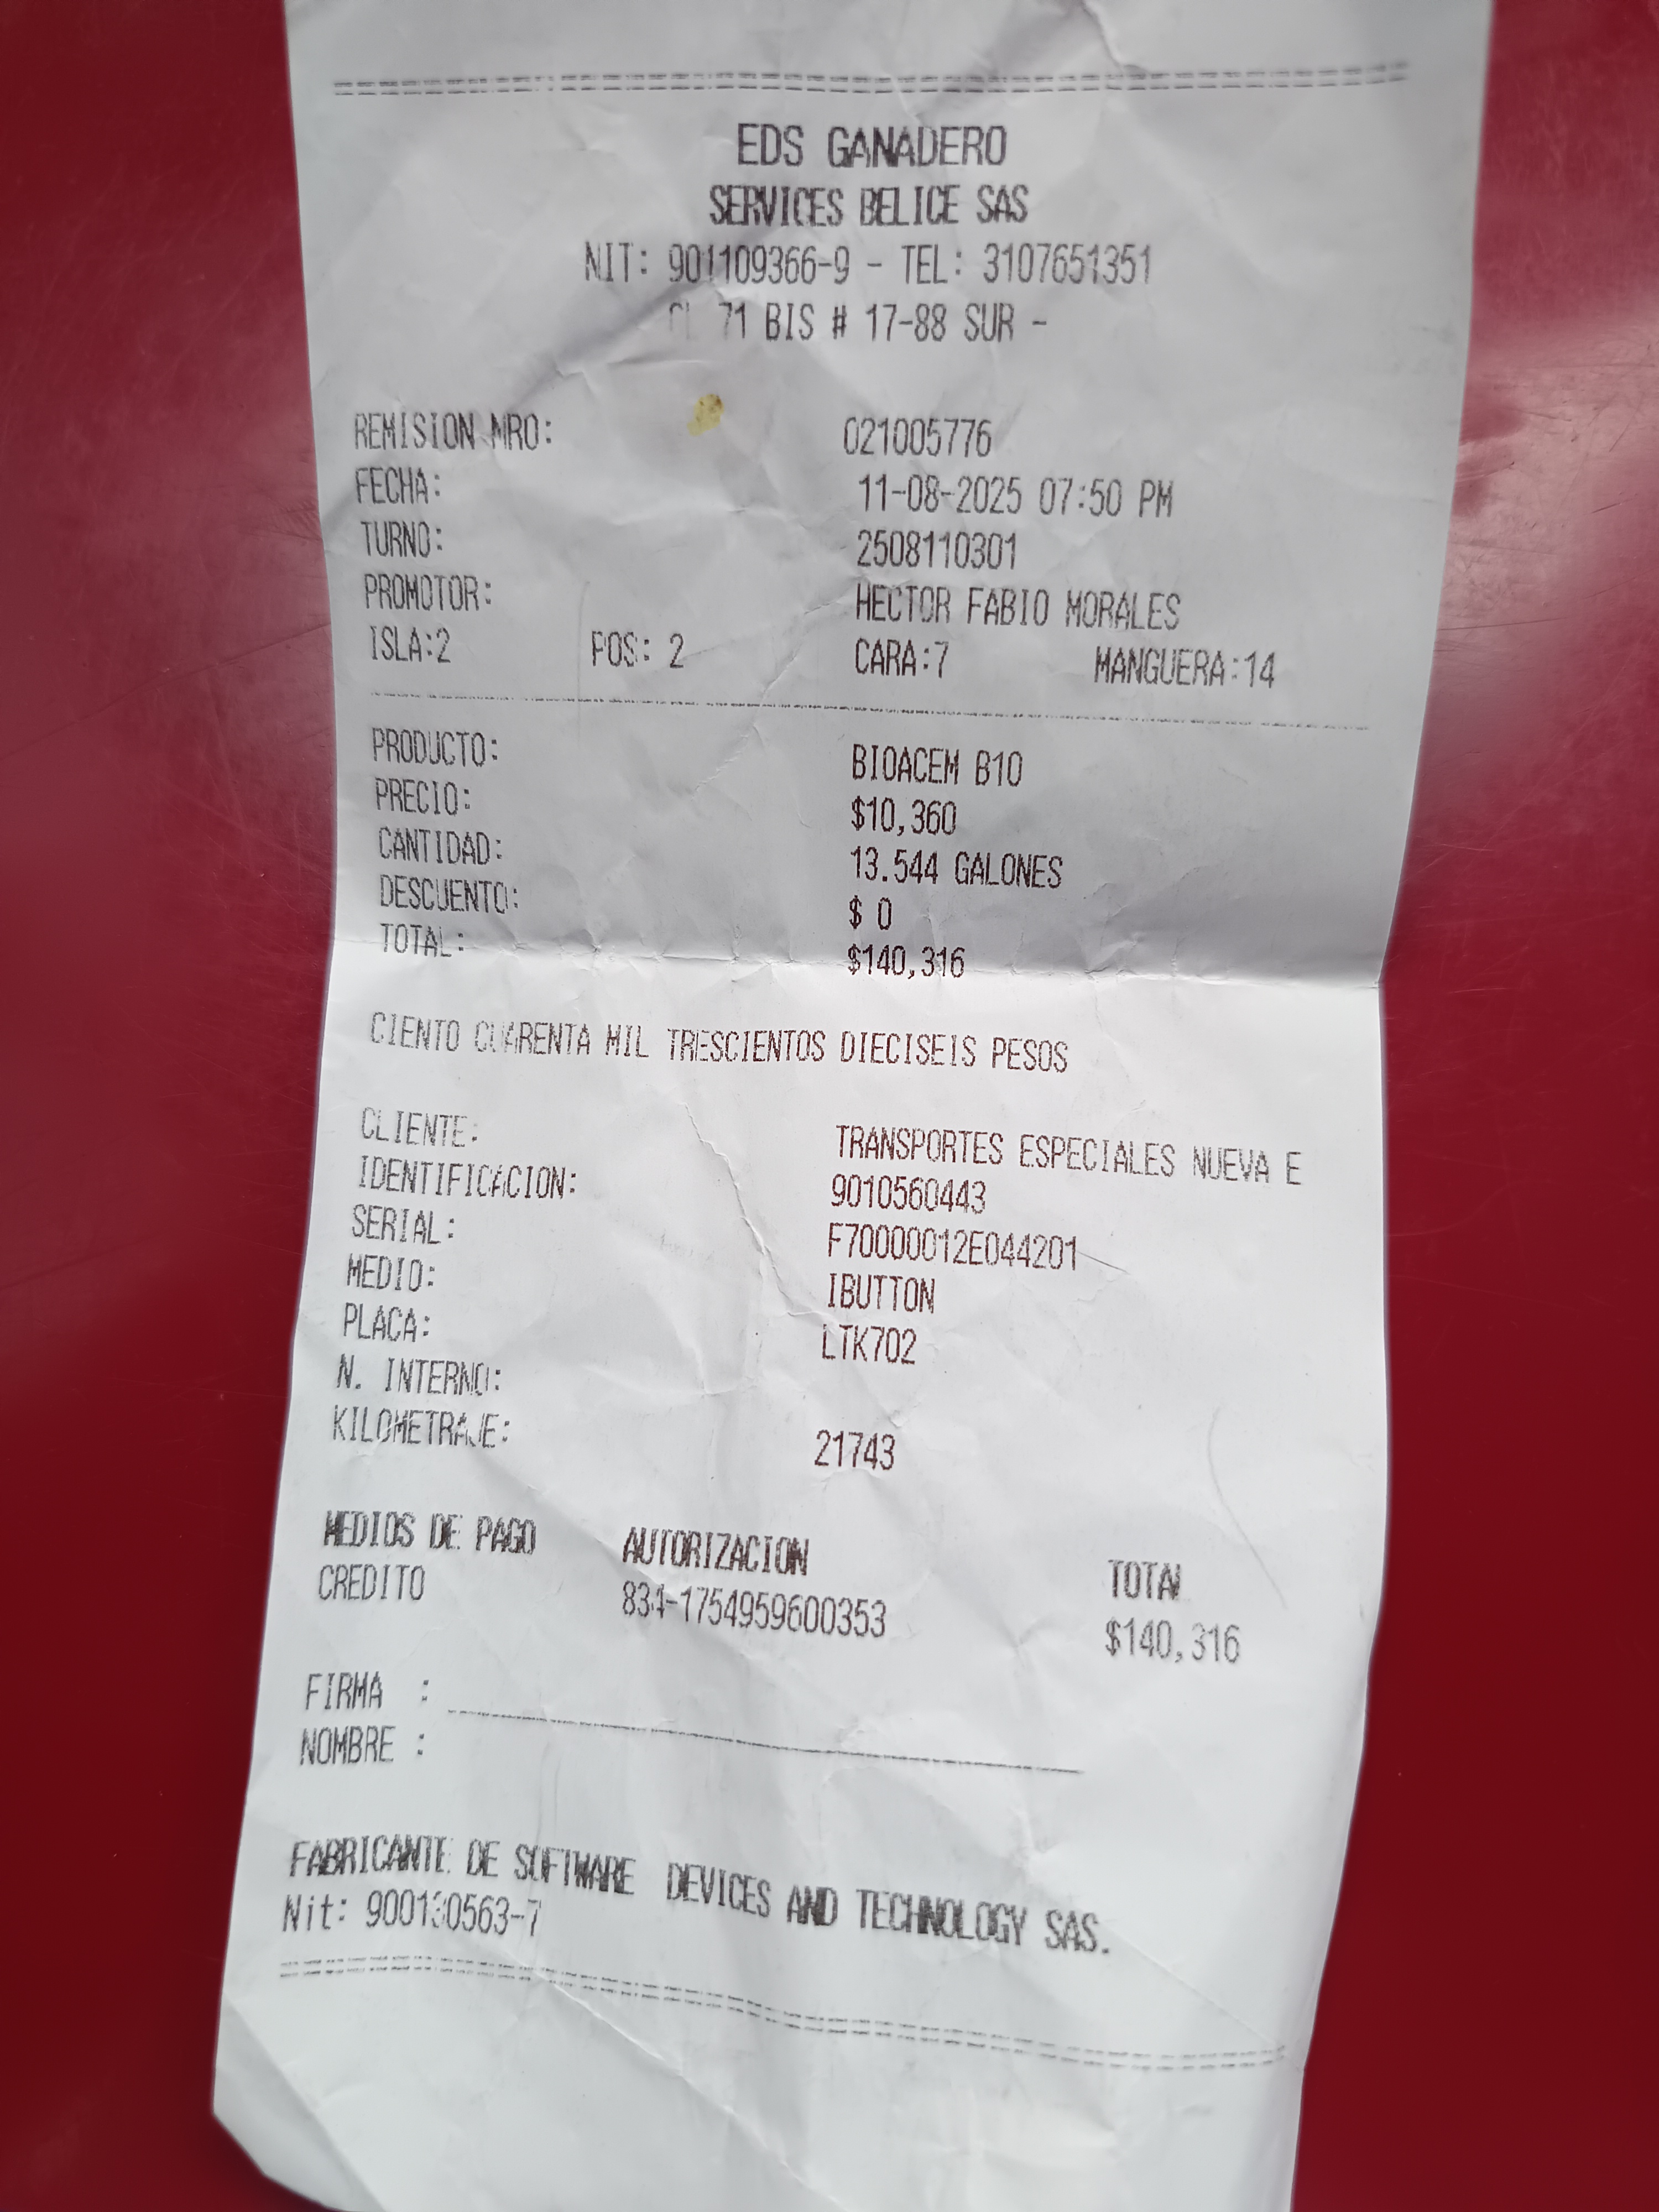 EDS GANADERO
SERVICES BELICE SAS
NIT: 901109366-9 - TEL: 3107651351
CL 71 BIS # 17-88 SUR -
REMISION NRO: 021005776
FECHA: 11-08-2025 07:50 PM
TURNO: 2508110301
PROMOTOR: HECTOR FABIO MORALES
ISLA:2 POS: 2 CARA:7 MANGUERA:14
PRODUCTO: BIOACEM B10
PRECIO: $10,360
CANTIDAD: 13.544 GALONES
DESCUENTO: $ 0
TOTAL: $140,316
CIENTO CUARENTA MIL TRESCIENTOS DIECISEIS PESOS
CLIENTE: TRANSPORTES ESPECIALES NUEVA E
IDENTIFICACION: 9010560443
SERIAL: F70000012E044201
MEDIO: IBUTTON
PLACA: LTK702
N. INTERNO:
KILOMETRAJE: 21743
MEDIOS DE PAGO AUTORIZACION TOTAL
CREDITO 834-1754959600353 $140,316
FIRMA :
NOMBRE :
FABRICANTE DE SOFTWARE DEVICES AND TECHNOLOGY SAS.
Nit: 900130563-7